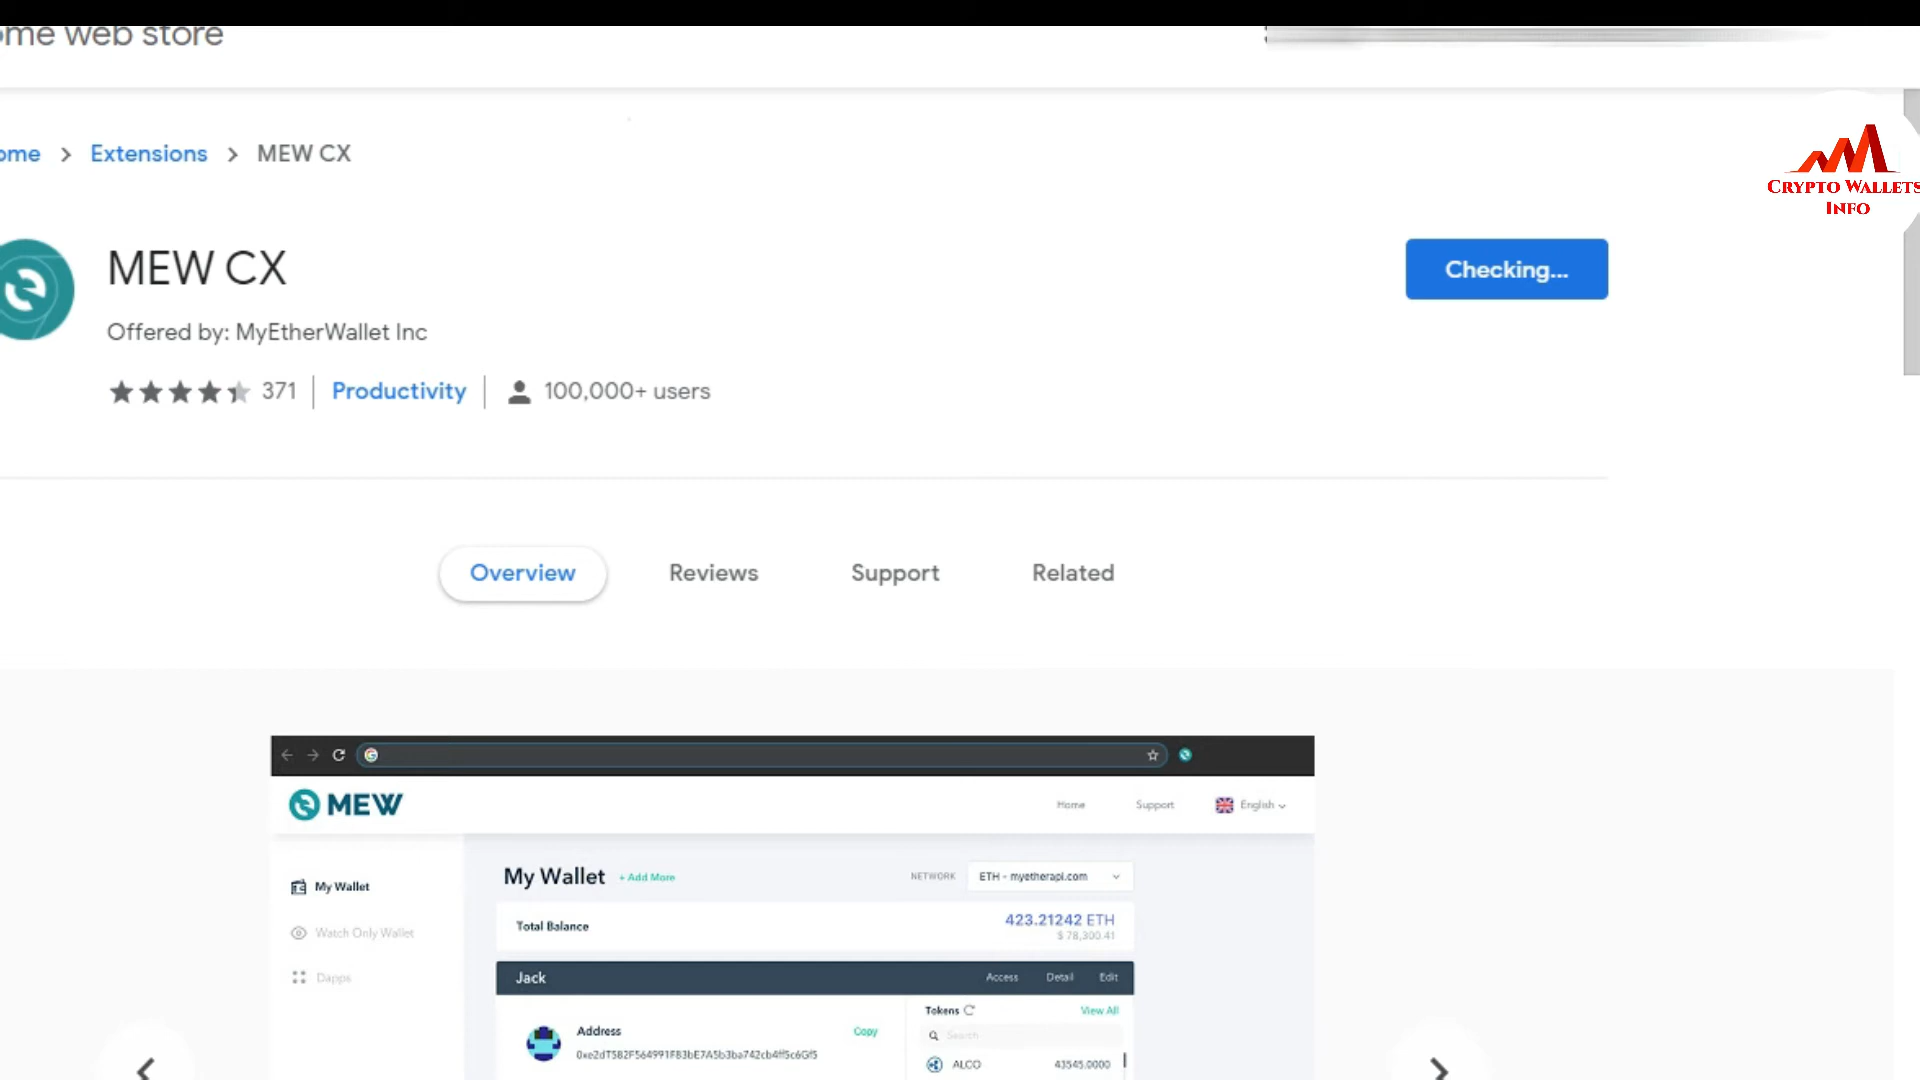 ome web store
ome > Extensions > MEW CX
CRYPTO WALLETS
INFO
MEW CX
Checking...
Offered by: MyEtherWallet Inc
371 Productivity 100,000+ users
Overview Reviews Support Related
MEW Home Support English
My Wallet
Watch Only Wallet
Dapps
My Wallet + Add More NETWORK ETH - myetherapi.com
Total Balance 423.21242 ETH
$ 78,300.41
Jack Access Detail Edit
Tokens View All
Address Copy
Search
ALCO 43545.0000